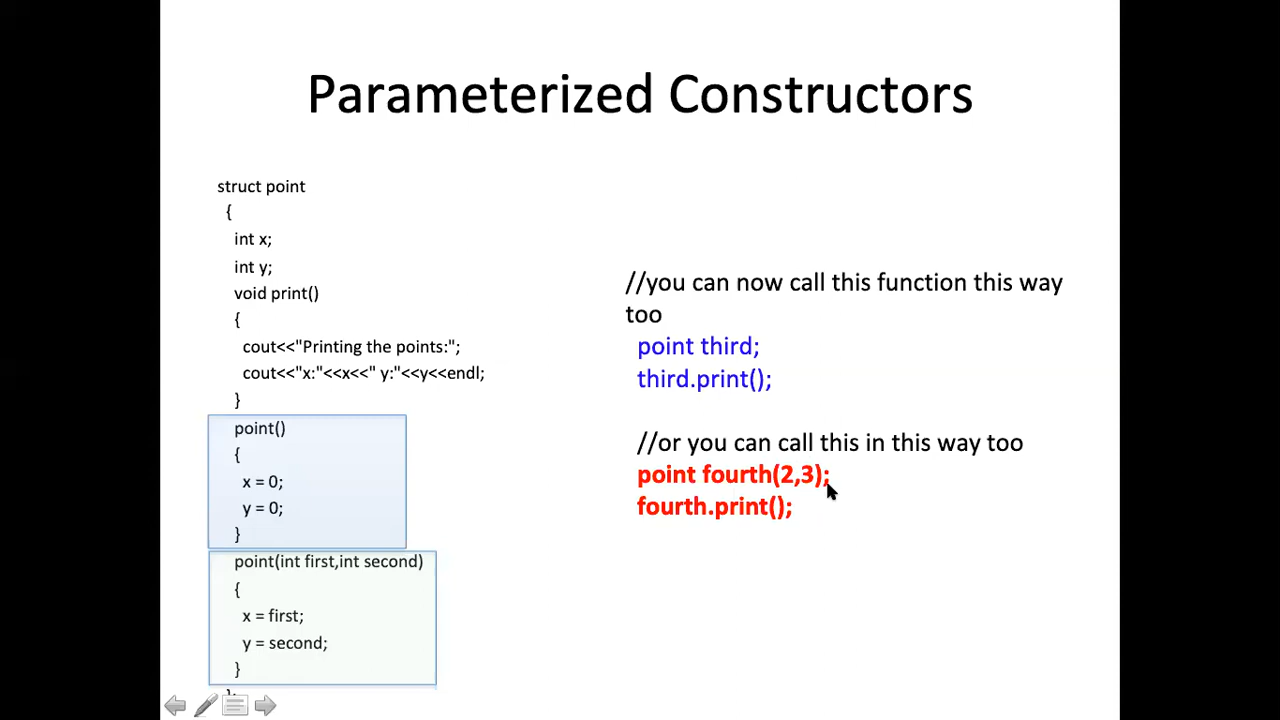 Parameterized Constructors
struct point
{
int x;
int y;
void print()
{
cout<<"Printing the points:";
cout<<"x:"<<x<<" y:"<<y<<endl;
}
point()
{
x = 0;
y = 0;
}
point(int first,int second)
{
x = first;
y = second;
}
};
//you can now call this function this way
too
point third;
third.print();
//or you can call this in this way too
point fourth(2,3);
fourth.print();